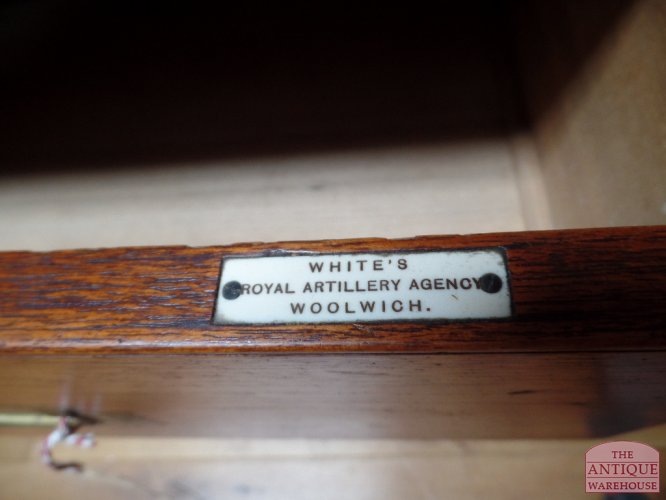 WHITE'S
ROYAL ARTILLERY AGENCY
WOOLWICH.
THE
ANTIQUE
WAREHOUSE